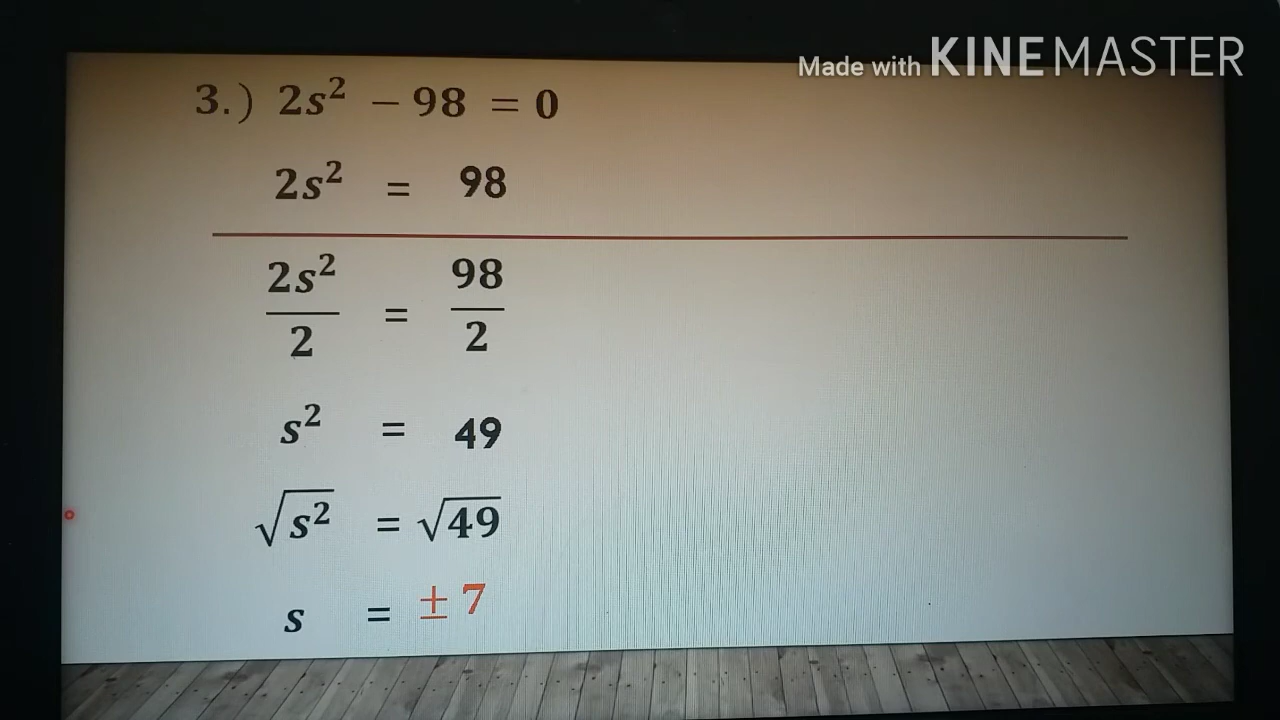 Made with KINEMASTER
3.) 2s² − 98 = 0
2s² = 98
2s²/2 = 98/2
s² = 49
√s² = √49
s = ± 7